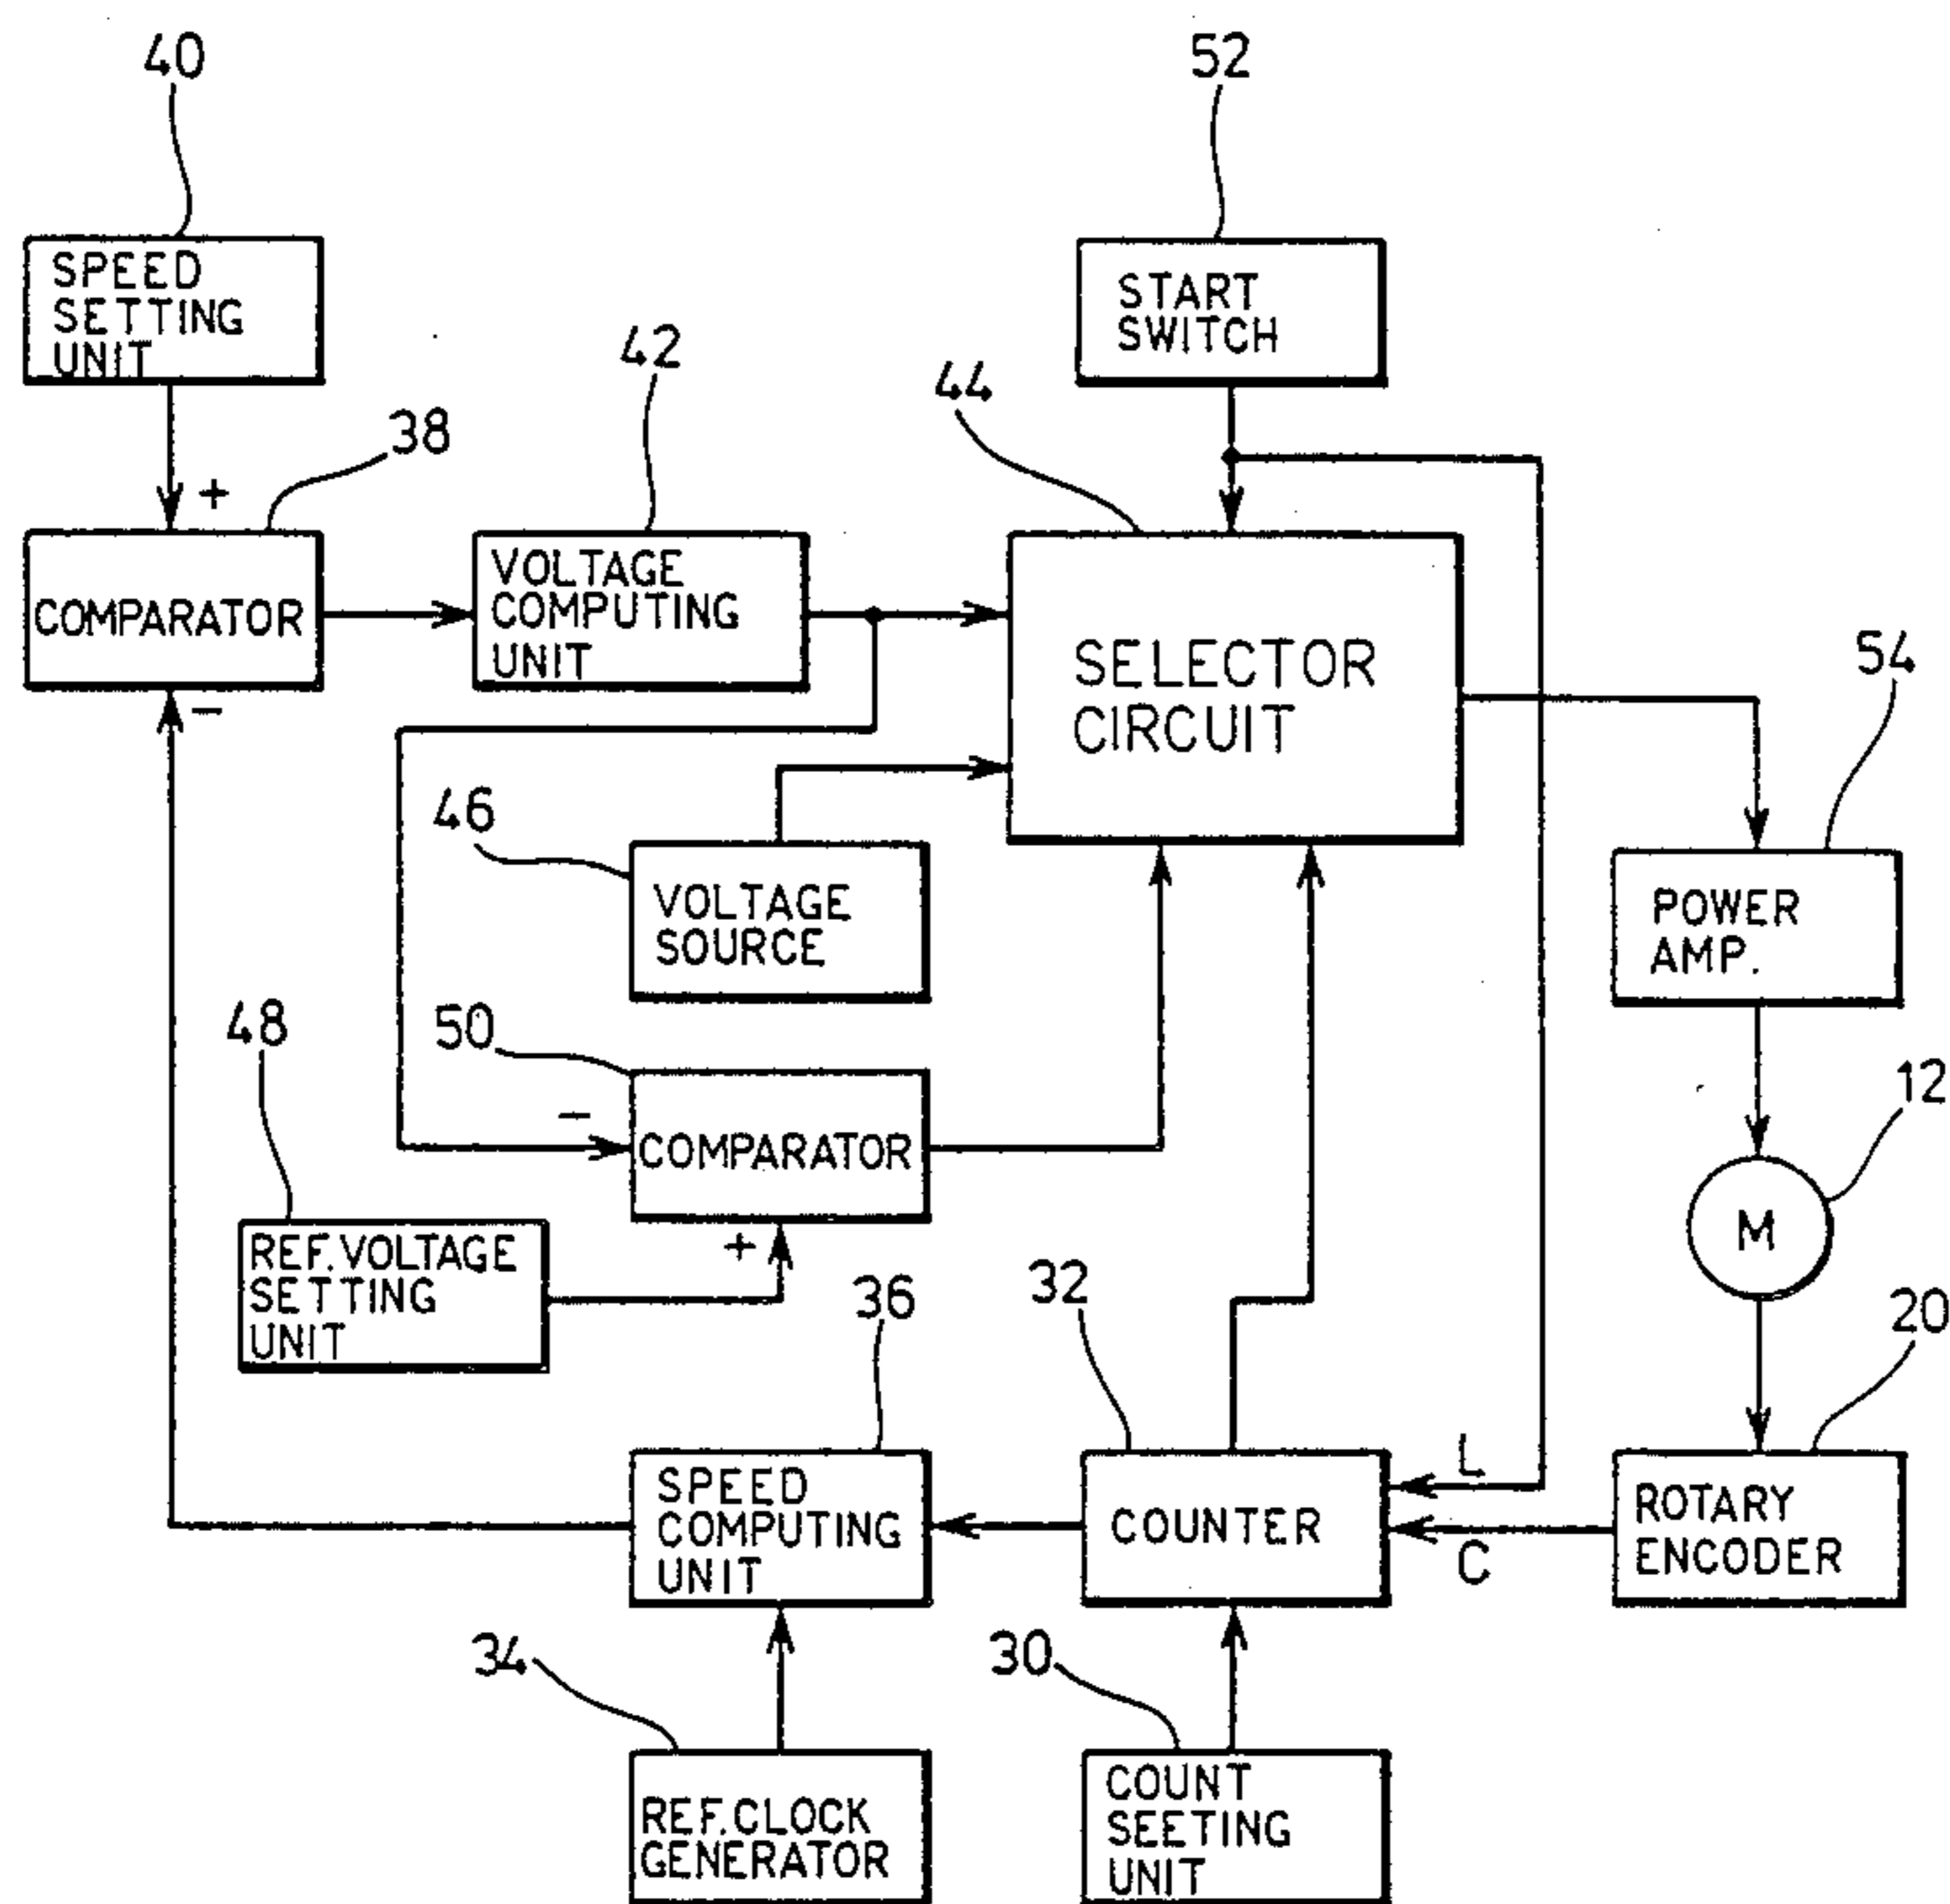 40
52
SPEED
SETTING
UNIT
START
SWITCH
42
44
38
+
COMPARATOR
VOLTAGE
COMPUTING
UNIT
SELECTOR
CIRCUIT
54
-
46
VOLTAGE
SOURCE
POWER
AMP.
48
50
12
-
COMPARATOR
M
REF.VOLTAGE
SETTING
UNIT
+
36
32
20
SPEED
COMPUTING
UNIT
COUNTER
L
C
ROTARY
ENCODER
34
30
REF.CLOCK
GENERATOR
COUNT
SEETING
UNIT